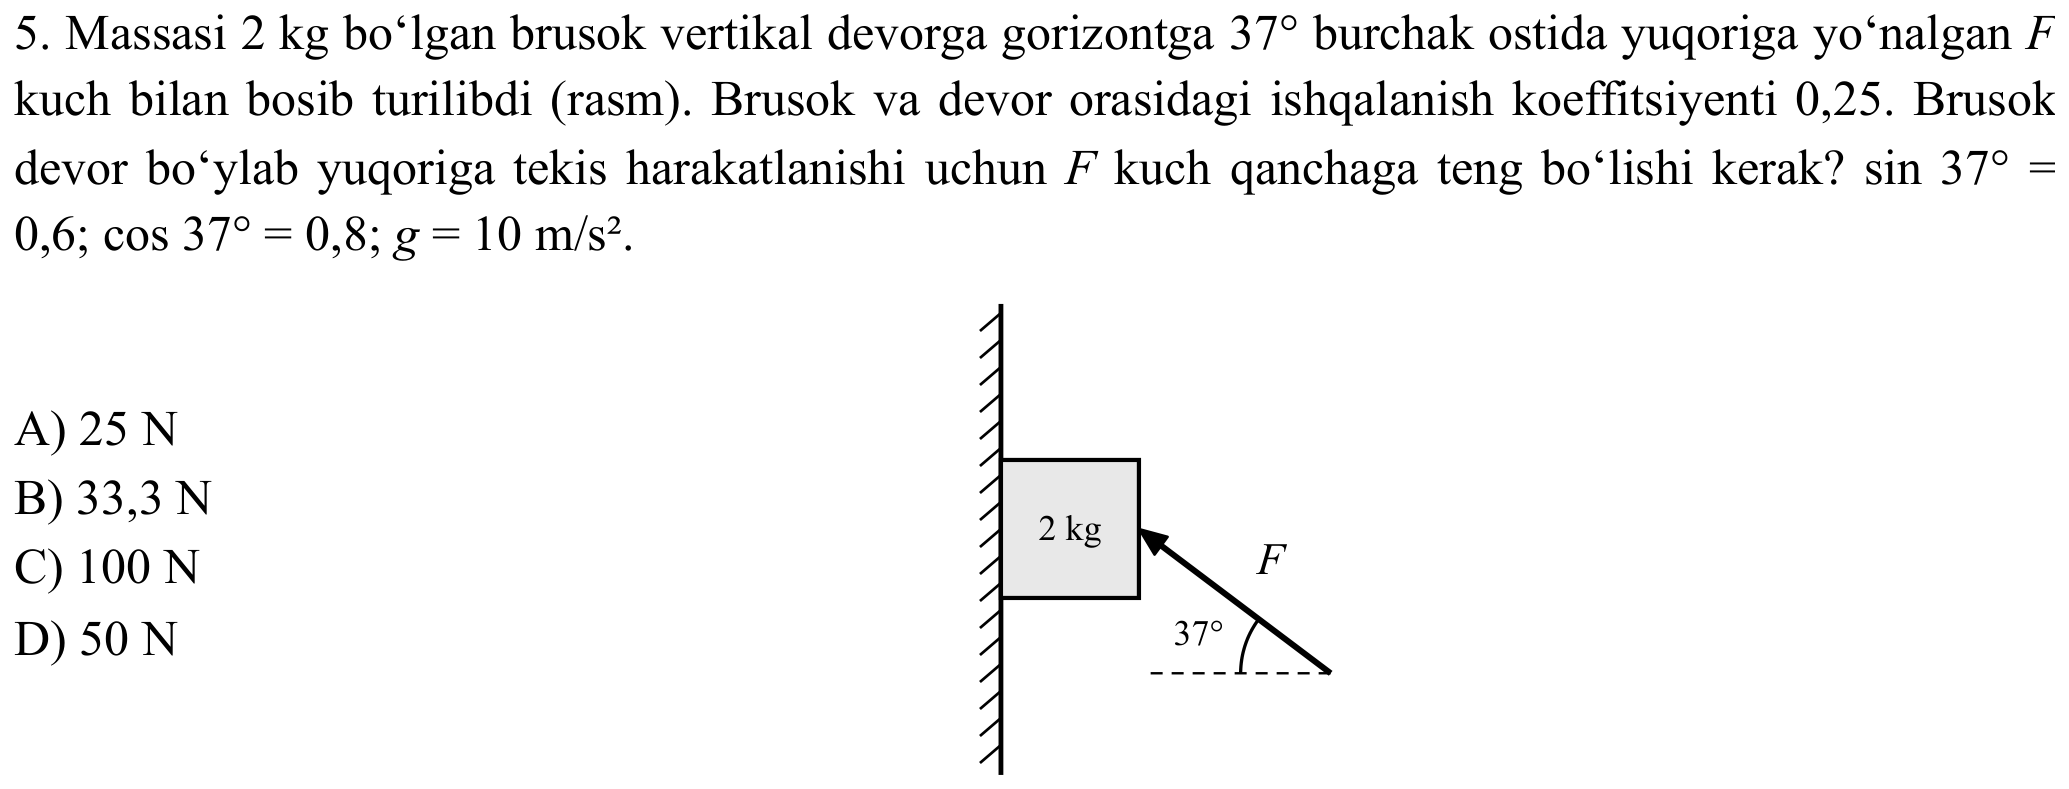 5. Massasi 2 kg bo‘lgan brusok vertikal devorga gorizontga 37° burchak ostida yuqoriga yo‘nalgan F
kuch bilan bosib turilibdi (rasm). Brusok va devor orasidagi ishqalanish koeffitsiyenti 0,25. Brusok
devor bo‘ylab yuqoriga tekis harakatlanishi uchun F kuch qanchaga teng bo‘lishi kerak? sin 37° =
0,6; cos 37° = 0,8; g = 10 m/s².
A) 25 N
B) 33,3 N
C) 100 N
D) 50 N
2 kg
F
37°